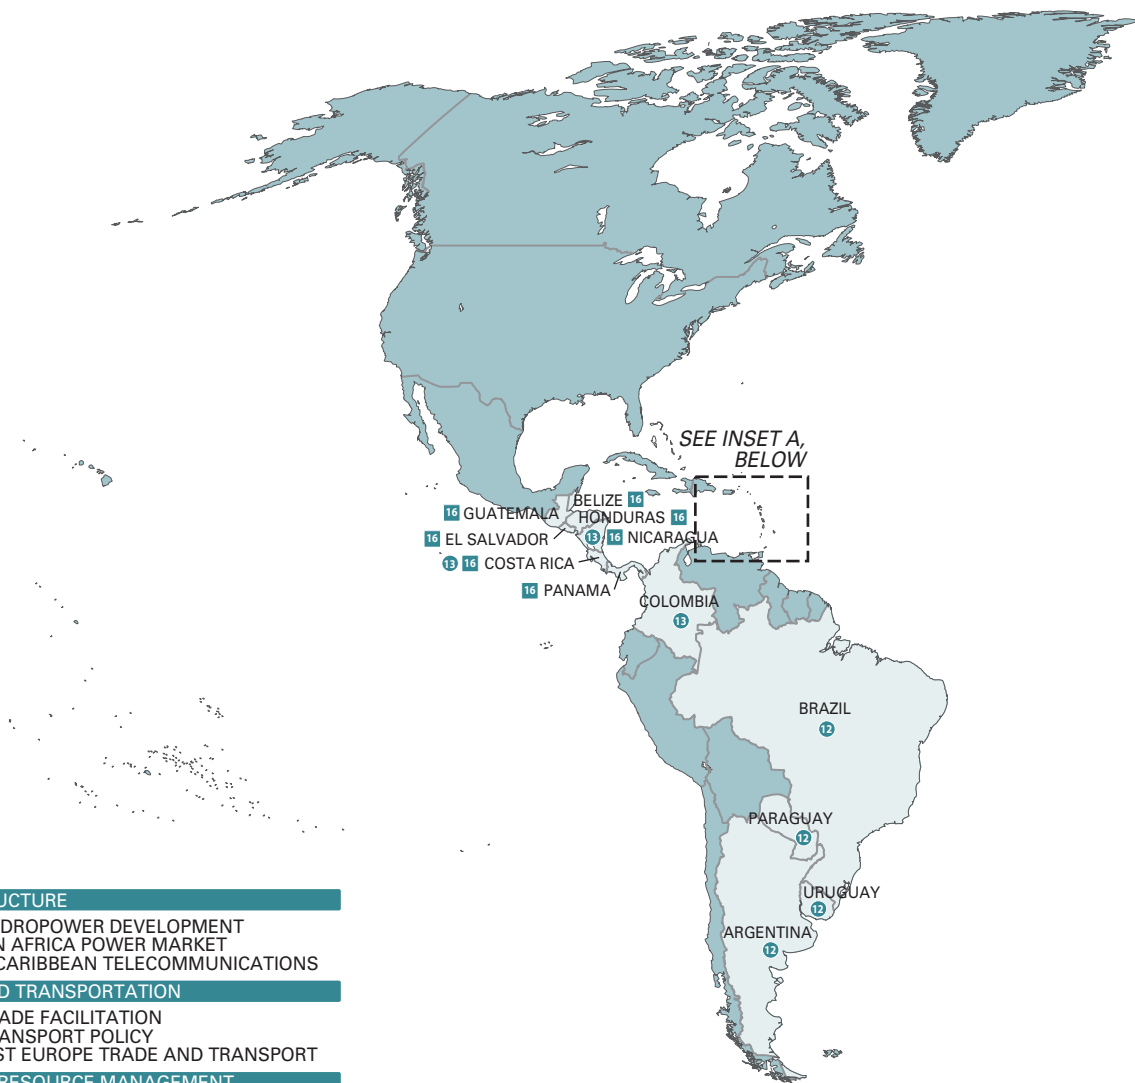 SEE INSET A,
BELOW
BELIZE 16
16 GUATEMALA
HONDURAS 16
16 EL SALVADOR
13 16 NICARAGUA
13 16 COSTA RICA
16 PANAMA
COLOMBIA
13
BRAZIL
12
PARAGUAY
12
URUGUAY
12
ARGENTINA
12
UCTURE
DROPOWER DEVELOPMENT
N AFRICA POWER MARKET
CARIBBEAN TELECOMMUNICATIONS
D TRANSPORTATION
ADE FACILITATION
ANSPORT POLICY
ST EUROPE TRADE AND TRANSPORT
RESOURCE MANAGEMENT